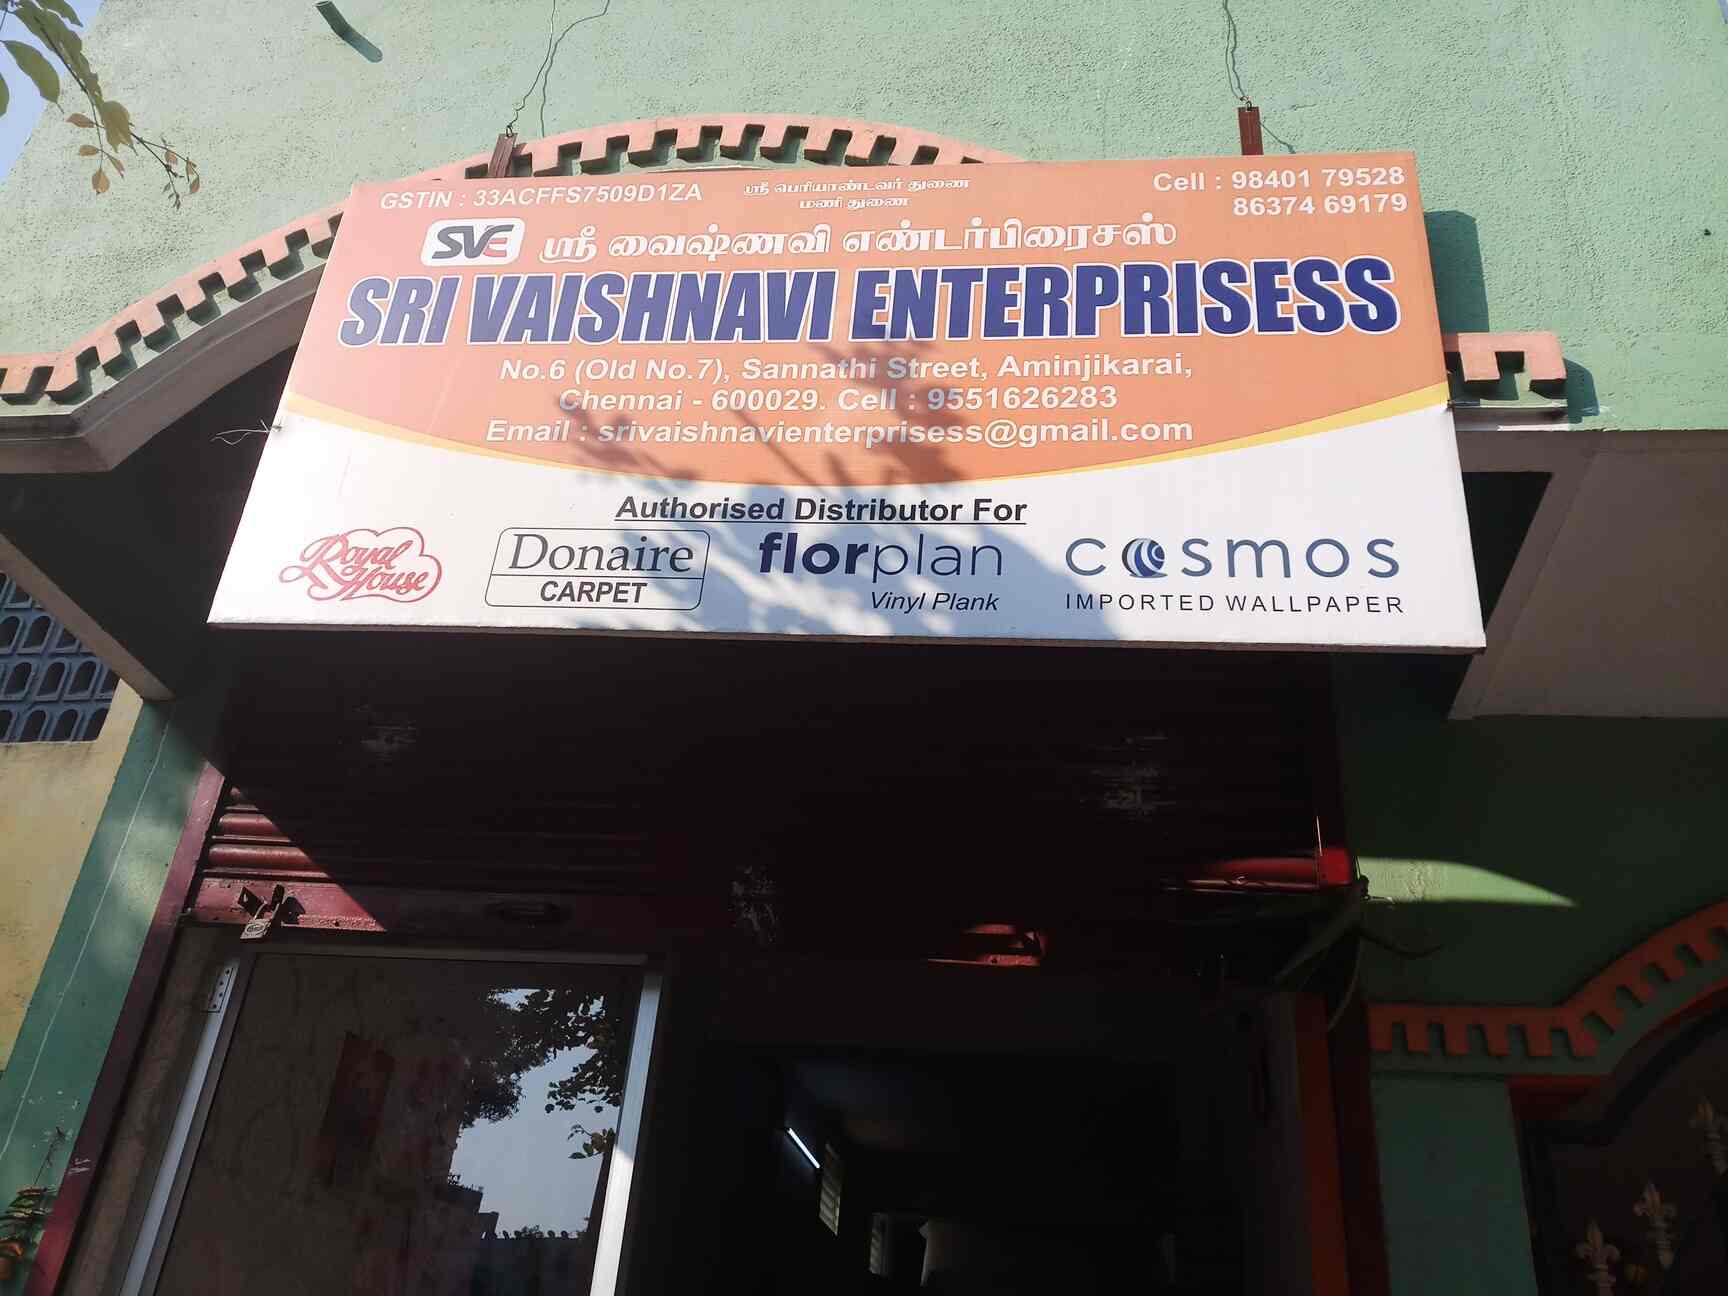 GSTIN : 33ACFFS7509D1ZA
ஸ்ரீ பெரியாண்டவர் துணை
மணி துணை
Cell : 98401 79528
86374 69179
SVE ஸ்ரீ வைஷ்ணவி எண்டர்பிரைசஸ்
SRI VAISHNAVI ENTERPRISESS
No.6 (Old No.7), Sannathi Street, Aminjikarai,
Chennai - 600029. Cell : 9551626283
Email : srivaishnavienterprisess@gmail.com
Authorised Distributor For
Royal
House
Donaire
CARPET
florplan
Vinyl Plank
cosmos
IMPORTED WALLPAPER